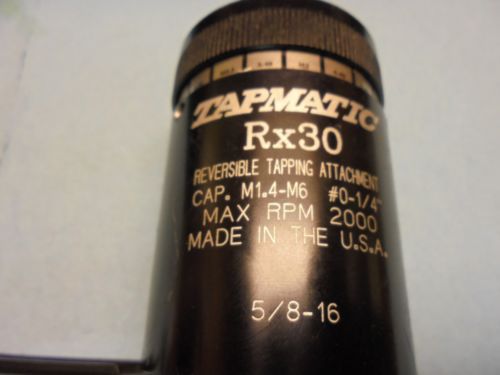 TAPMATIC
Rx30
REVERSIBLE TAPPING ATTACHMENT
CAP. M1.4-M6 #0-1/4"
MAX RPM 2000
MADE IN THE U.S.A.
5/8-16